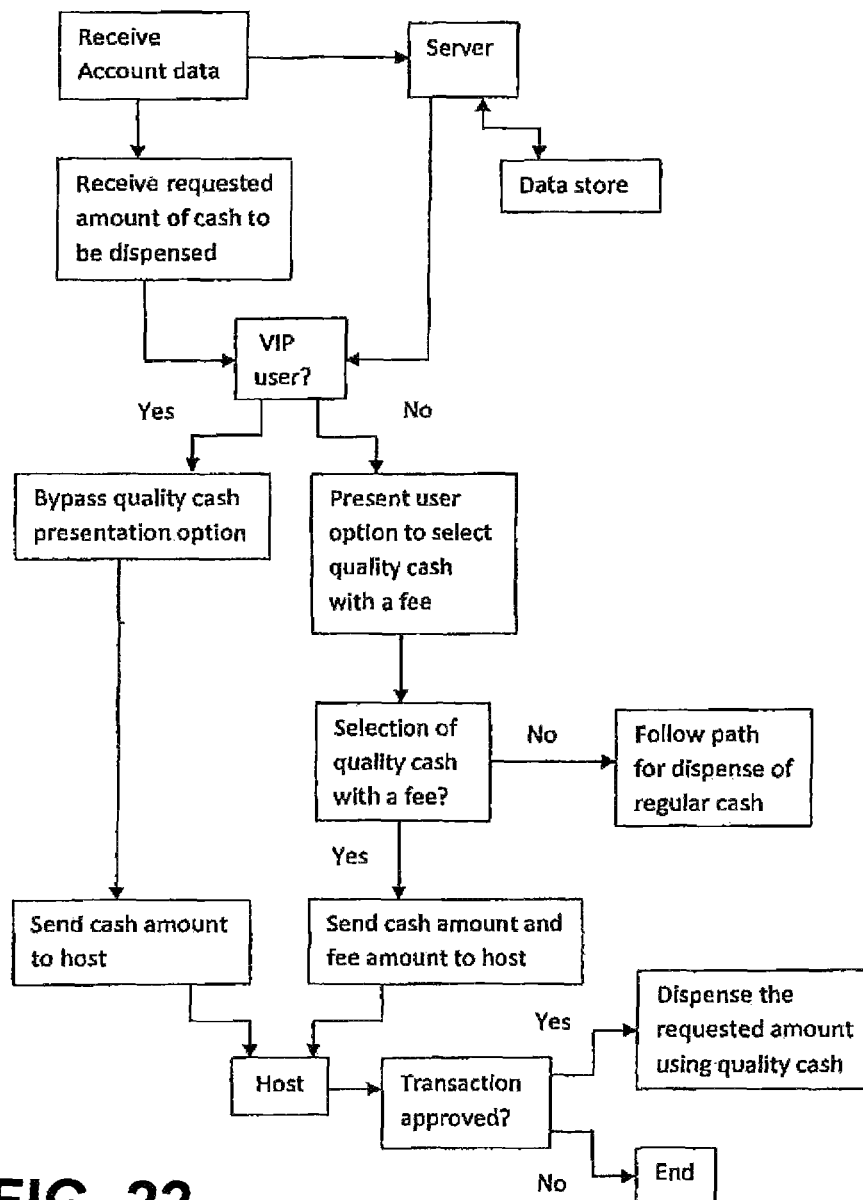 Receive
Account data
Server
Data store
Receive requested
amount of cash to
be dispensed
VIP
user?
Yes
No
Bypass quality cash
presentation option
Present user
option to select
quality cash
with a fee
Selection of
quality cash
with a fee?
No
Follow path
for dispense of
regular cash
Yes
Send cash amount
to host
Send cash amount and
fee amount to host
Yes
Dispense the
requested amount
using quality cash
Host
Transaction
approved?
No
End
FIG. 22